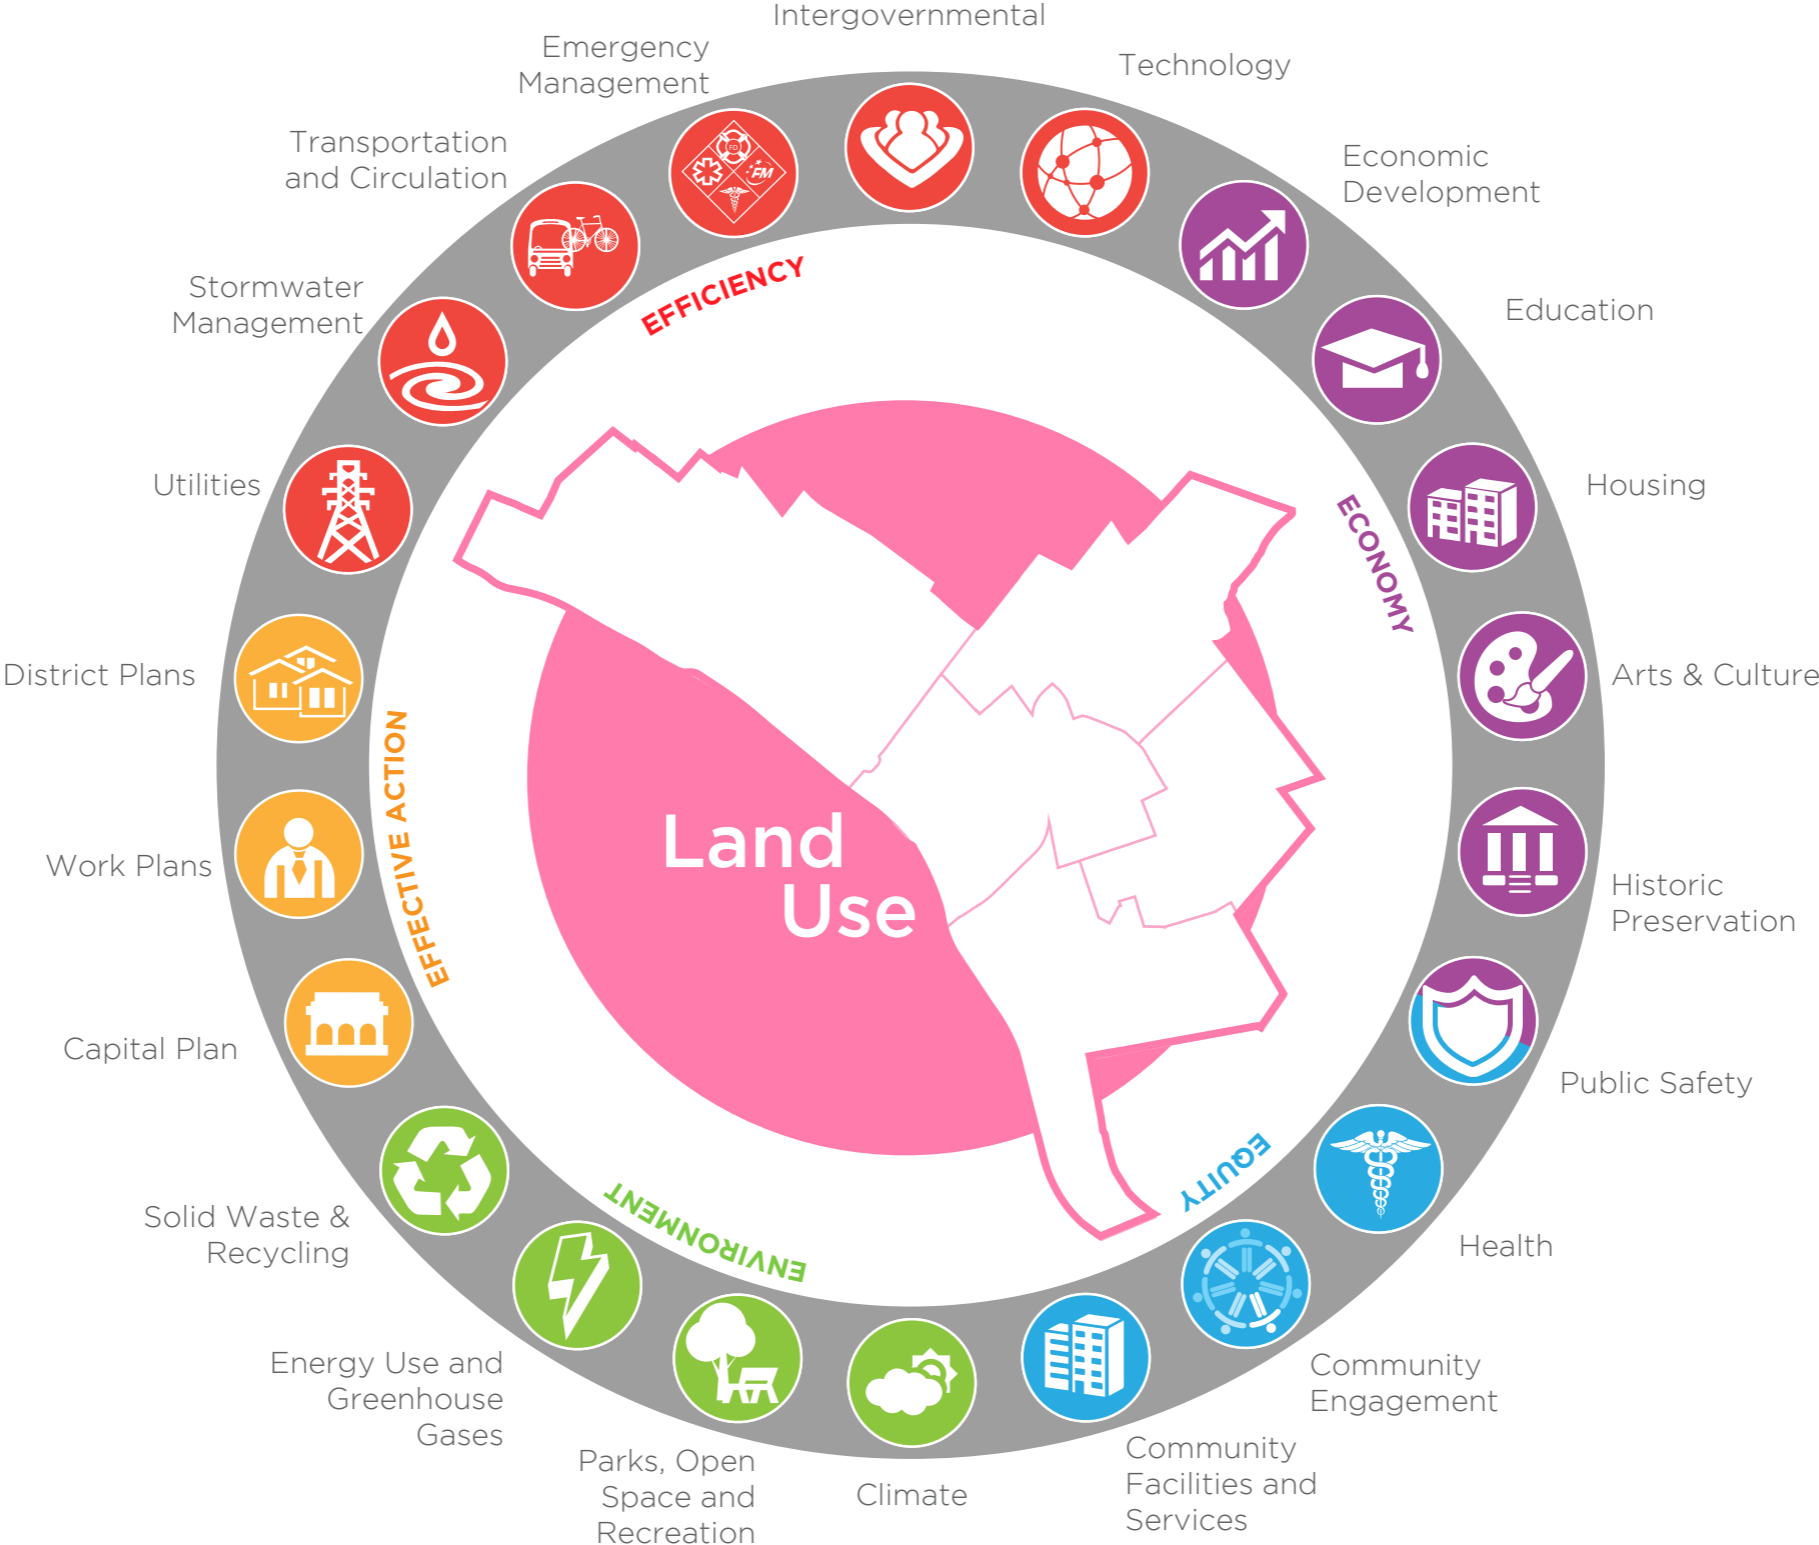 Intergovernmental
Technology
Economic
Development
Education
Housing
Arts & Culture
Historic
Preservation
Public Safety
Health
Community
Engagement
Community
Facilities and
Services
Climate
Parks, Open
Space and
Recreation
Energy Use and
Greenhouse
Gases
Solid Waste &
Recycling
Capital Plan
Work Plans
District Plans
Utilities
Stormwater
Management
Transportation
and Circulation
Emergency
Management
FD
FM
EFFICIENCY
ECONOMY
EQUITY
ENVIRONMENT
EFFECTIVE ACTION
Land
Use